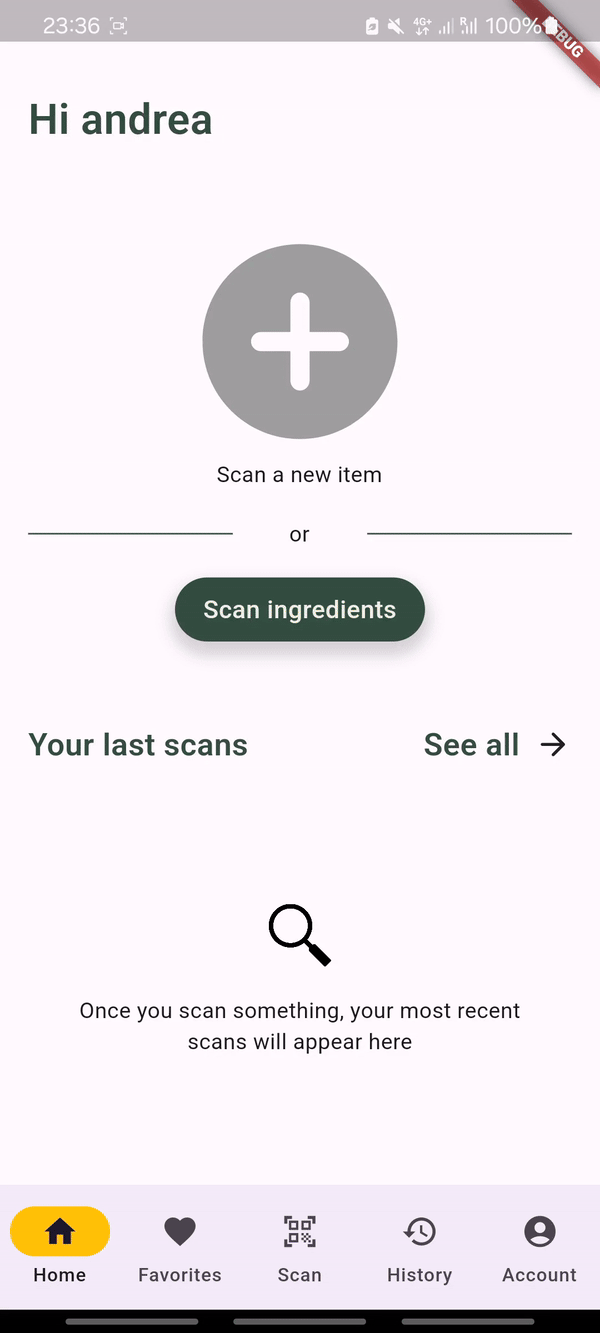 23:36
4G+ R 100%
Hi andrea
Scan a new item
or
Scan ingredients
Your last scans See all
Once you scan something, your most recent
scans will appear here
Home Favorites Scan History Account